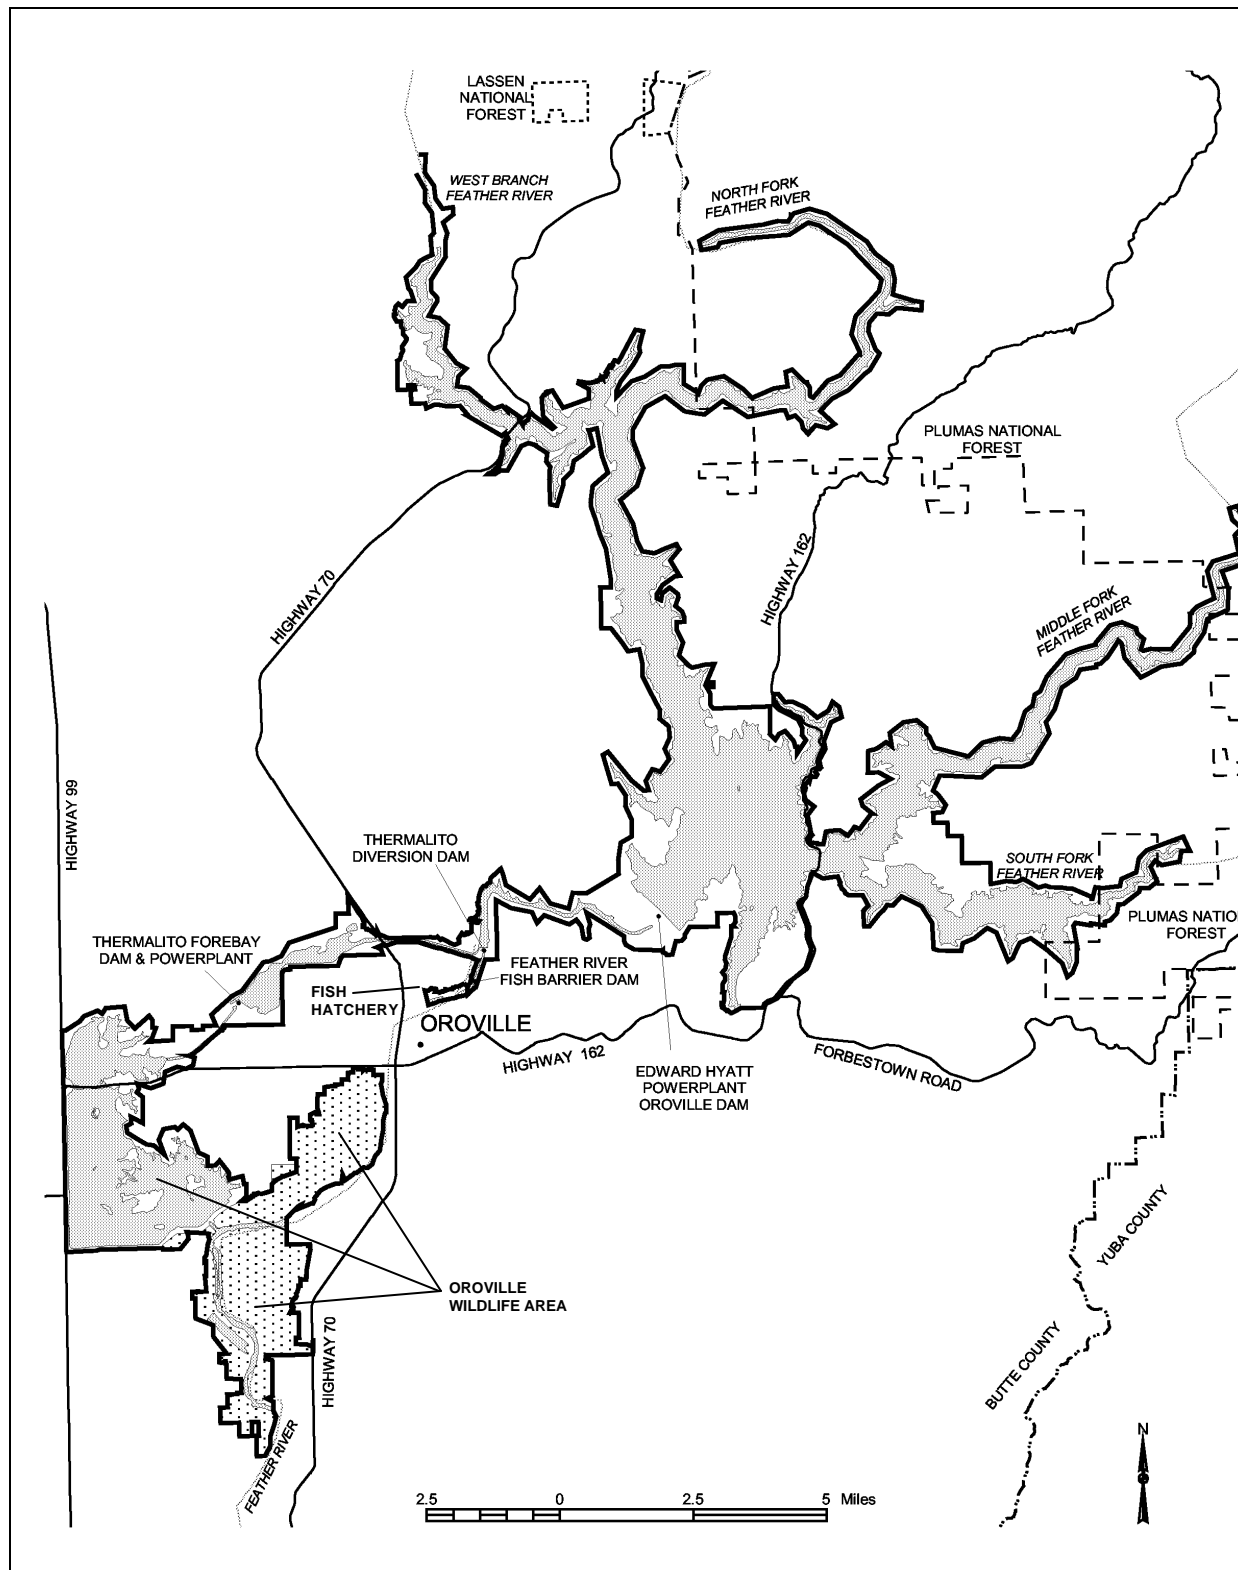 LASSEN
NATIONAL
FOREST
WEST BRANCH
FEATHER RIVER
NORTH FORK
FEATHER RIVER
PLUMAS NATIONAL
FOREST
HIGHWAY 70
HIGHWAY 162
MIDDLE FORK
FEATHER RIVER
HIGHWAY 99
THERMALITO
DIVERSION DAM
SOUTH FORK
FEATHER RIVER
PLUMAS NATIO
FOREST
THERMALITO FOREBAY
DAM & POWERPLANT
FEATHER RIVER
FISH BARRIER DAM
FISH
HATCHERY
OROVILLE
HIGHWAY 162
FORBESTOWN ROAD
EDWARD HYATT
POWERPLANT
OROVILLE DAM
YUBA COUNTY
BUTTE COUNTY
OROVILLE
WILDLIFE AREA
HIGHWAY 70
FEATHER RIVER
N
2.5 0 2.5 5 Miles